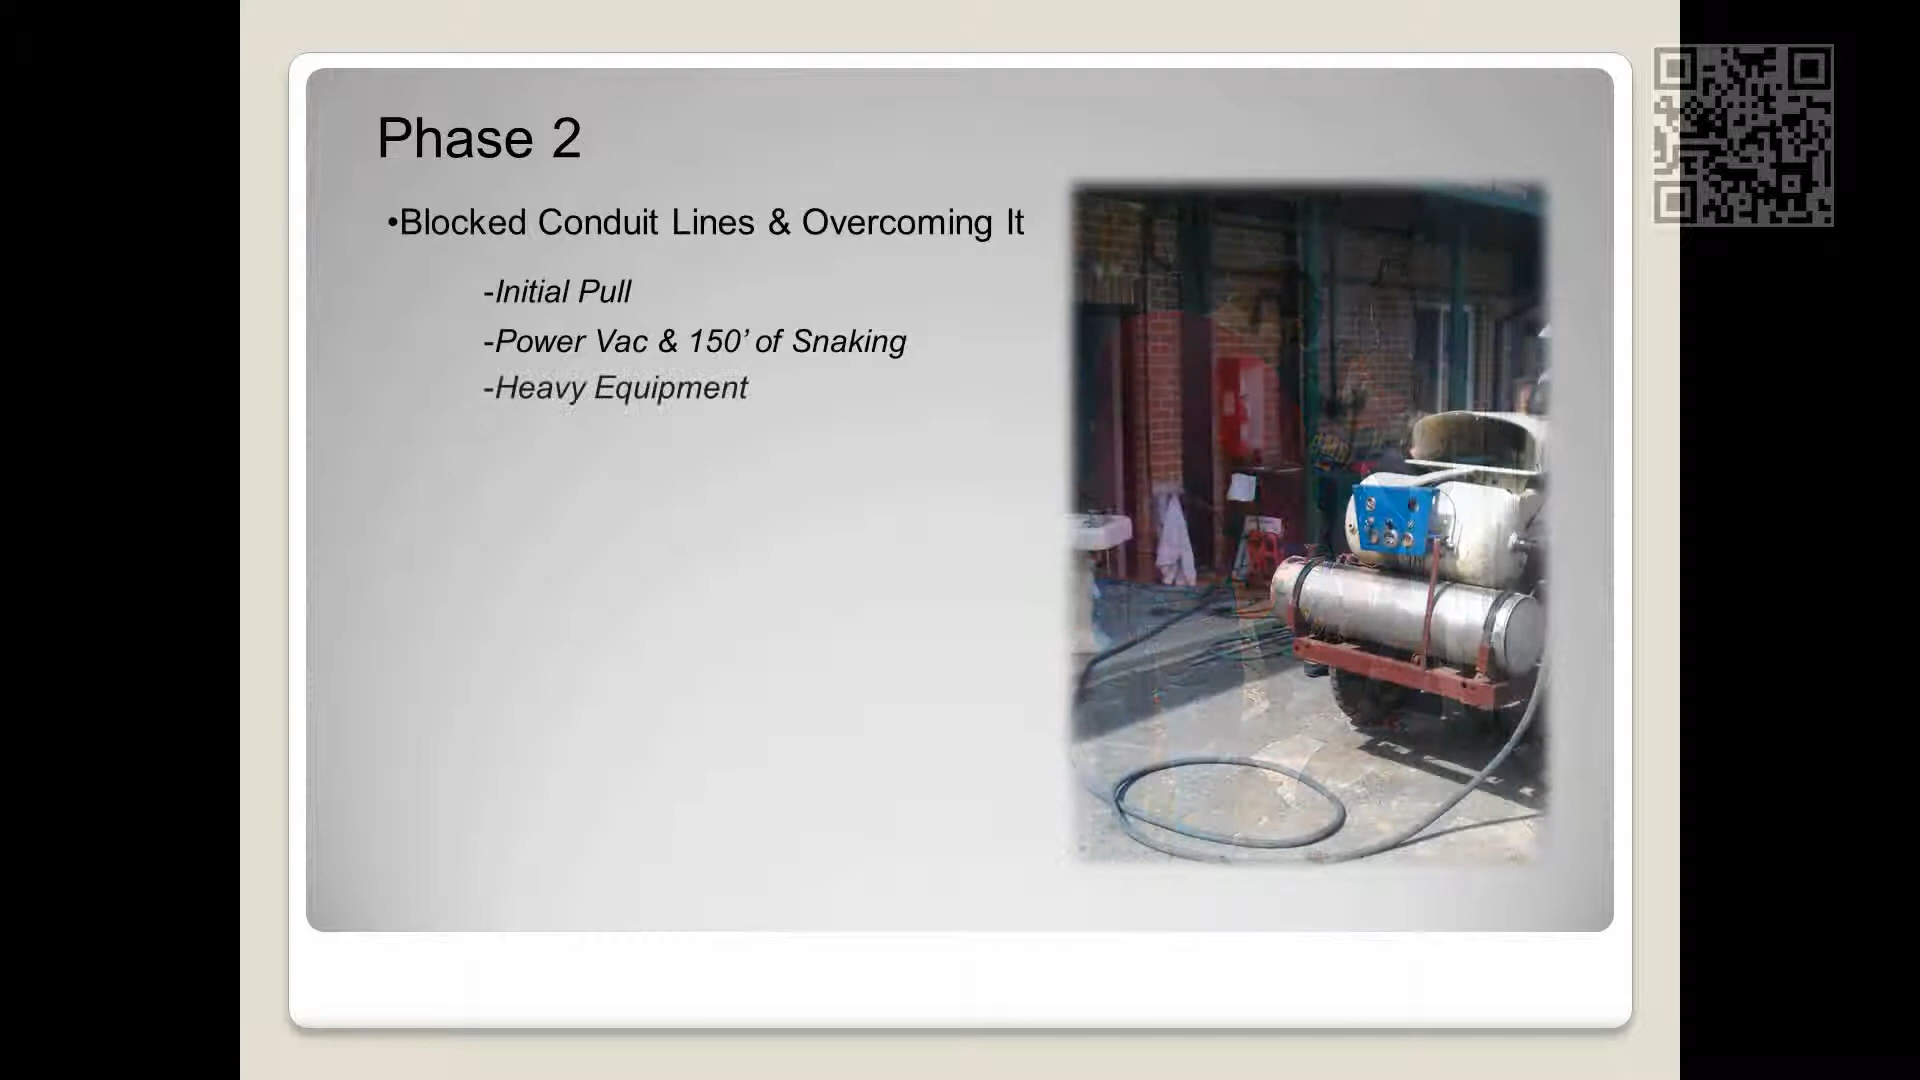 Phase 2
•Blocked Conduit Lines & Overcoming It
-Initial Pull
-Power Vac & 150’ of Snaking
-Heavy Equipment